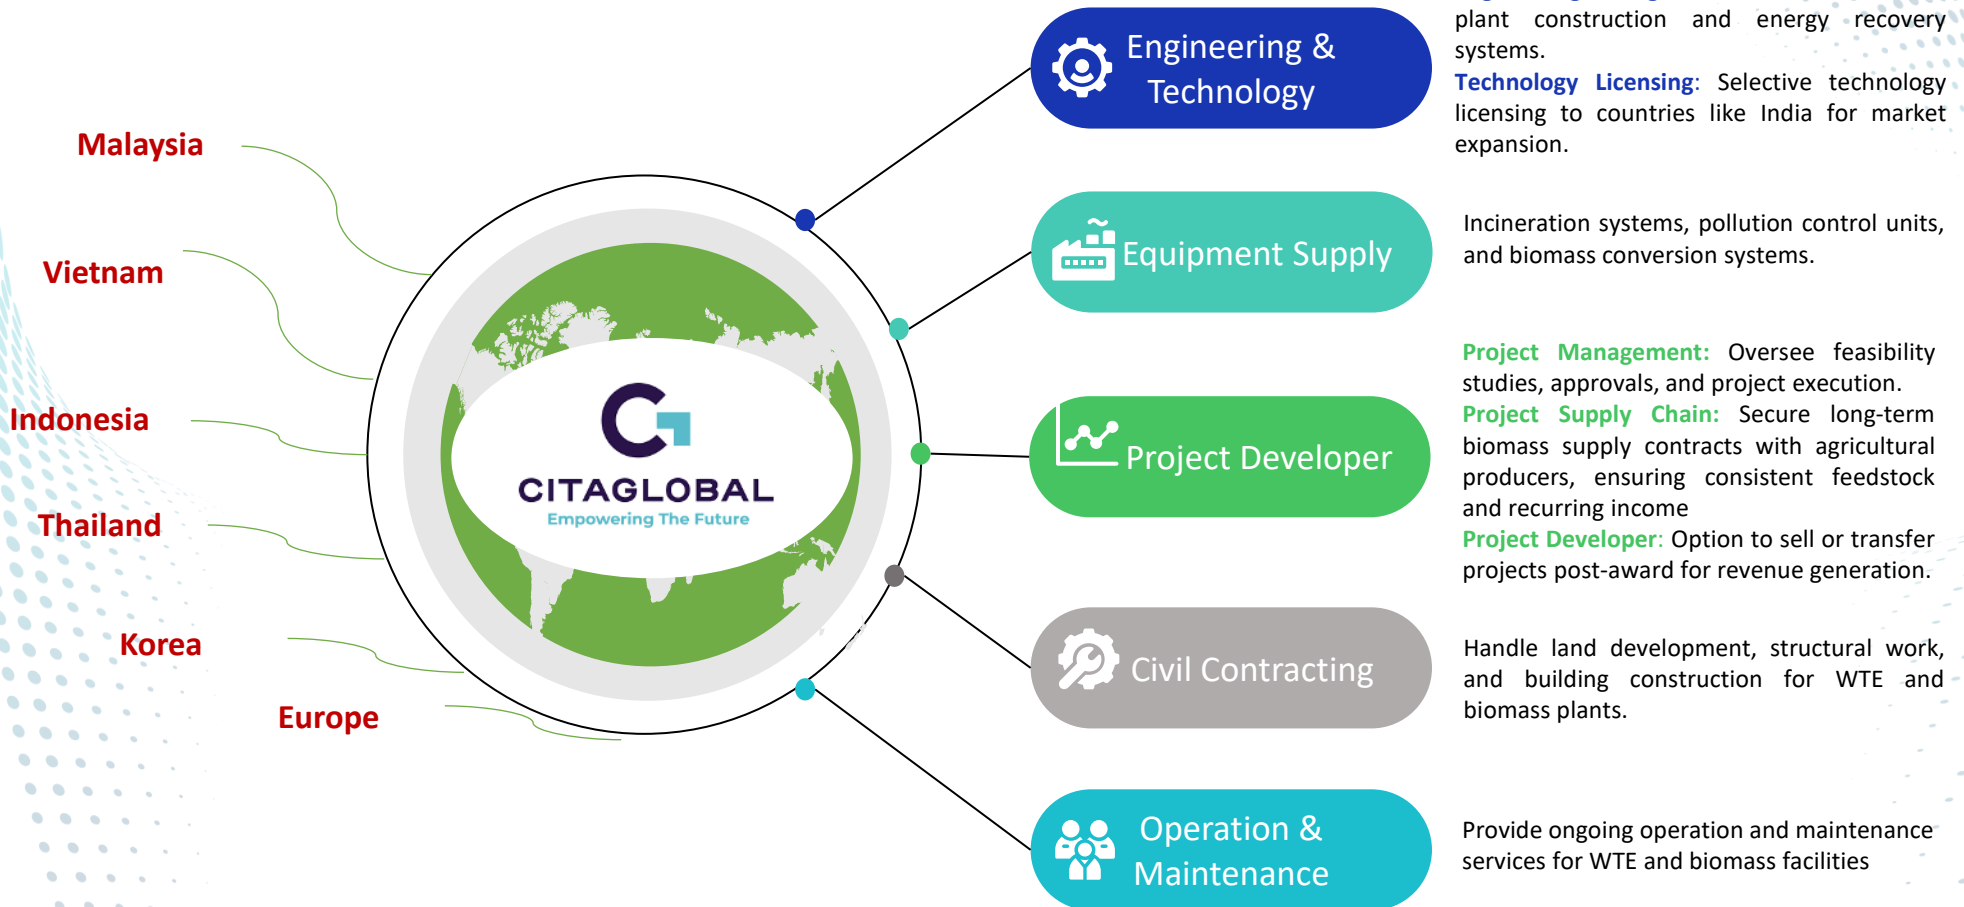 Malaysia
Vietnam
Indonesia
Thailand
Korea
Europe
CITAGLOBAL
Empowering The Future
Engineering &
Technology
plant construction and energy recovery
systems.
Technology Licensing: Selective technology
licensing to countries like India for market
expansion.
Equipment Supply
Incineration systems, pollution control units,
and biomass conversion systems.
Project Developer
Project Management: Oversee feasibility
studies, approvals, and project execution.
Project Supply Chain: Secure long-term
biomass supply contracts with agricultural
producers, ensuring consistent feedstock
and recurring income
Project Developer: Option to sell or transfer
projects post-award for revenue generation.
Civil Contracting
Handle land development, structural work,
and building construction for WTE and
biomass plants.
Operation &
Maintenance
Provide ongoing operation and maintenance
services for WTE and biomass facilities